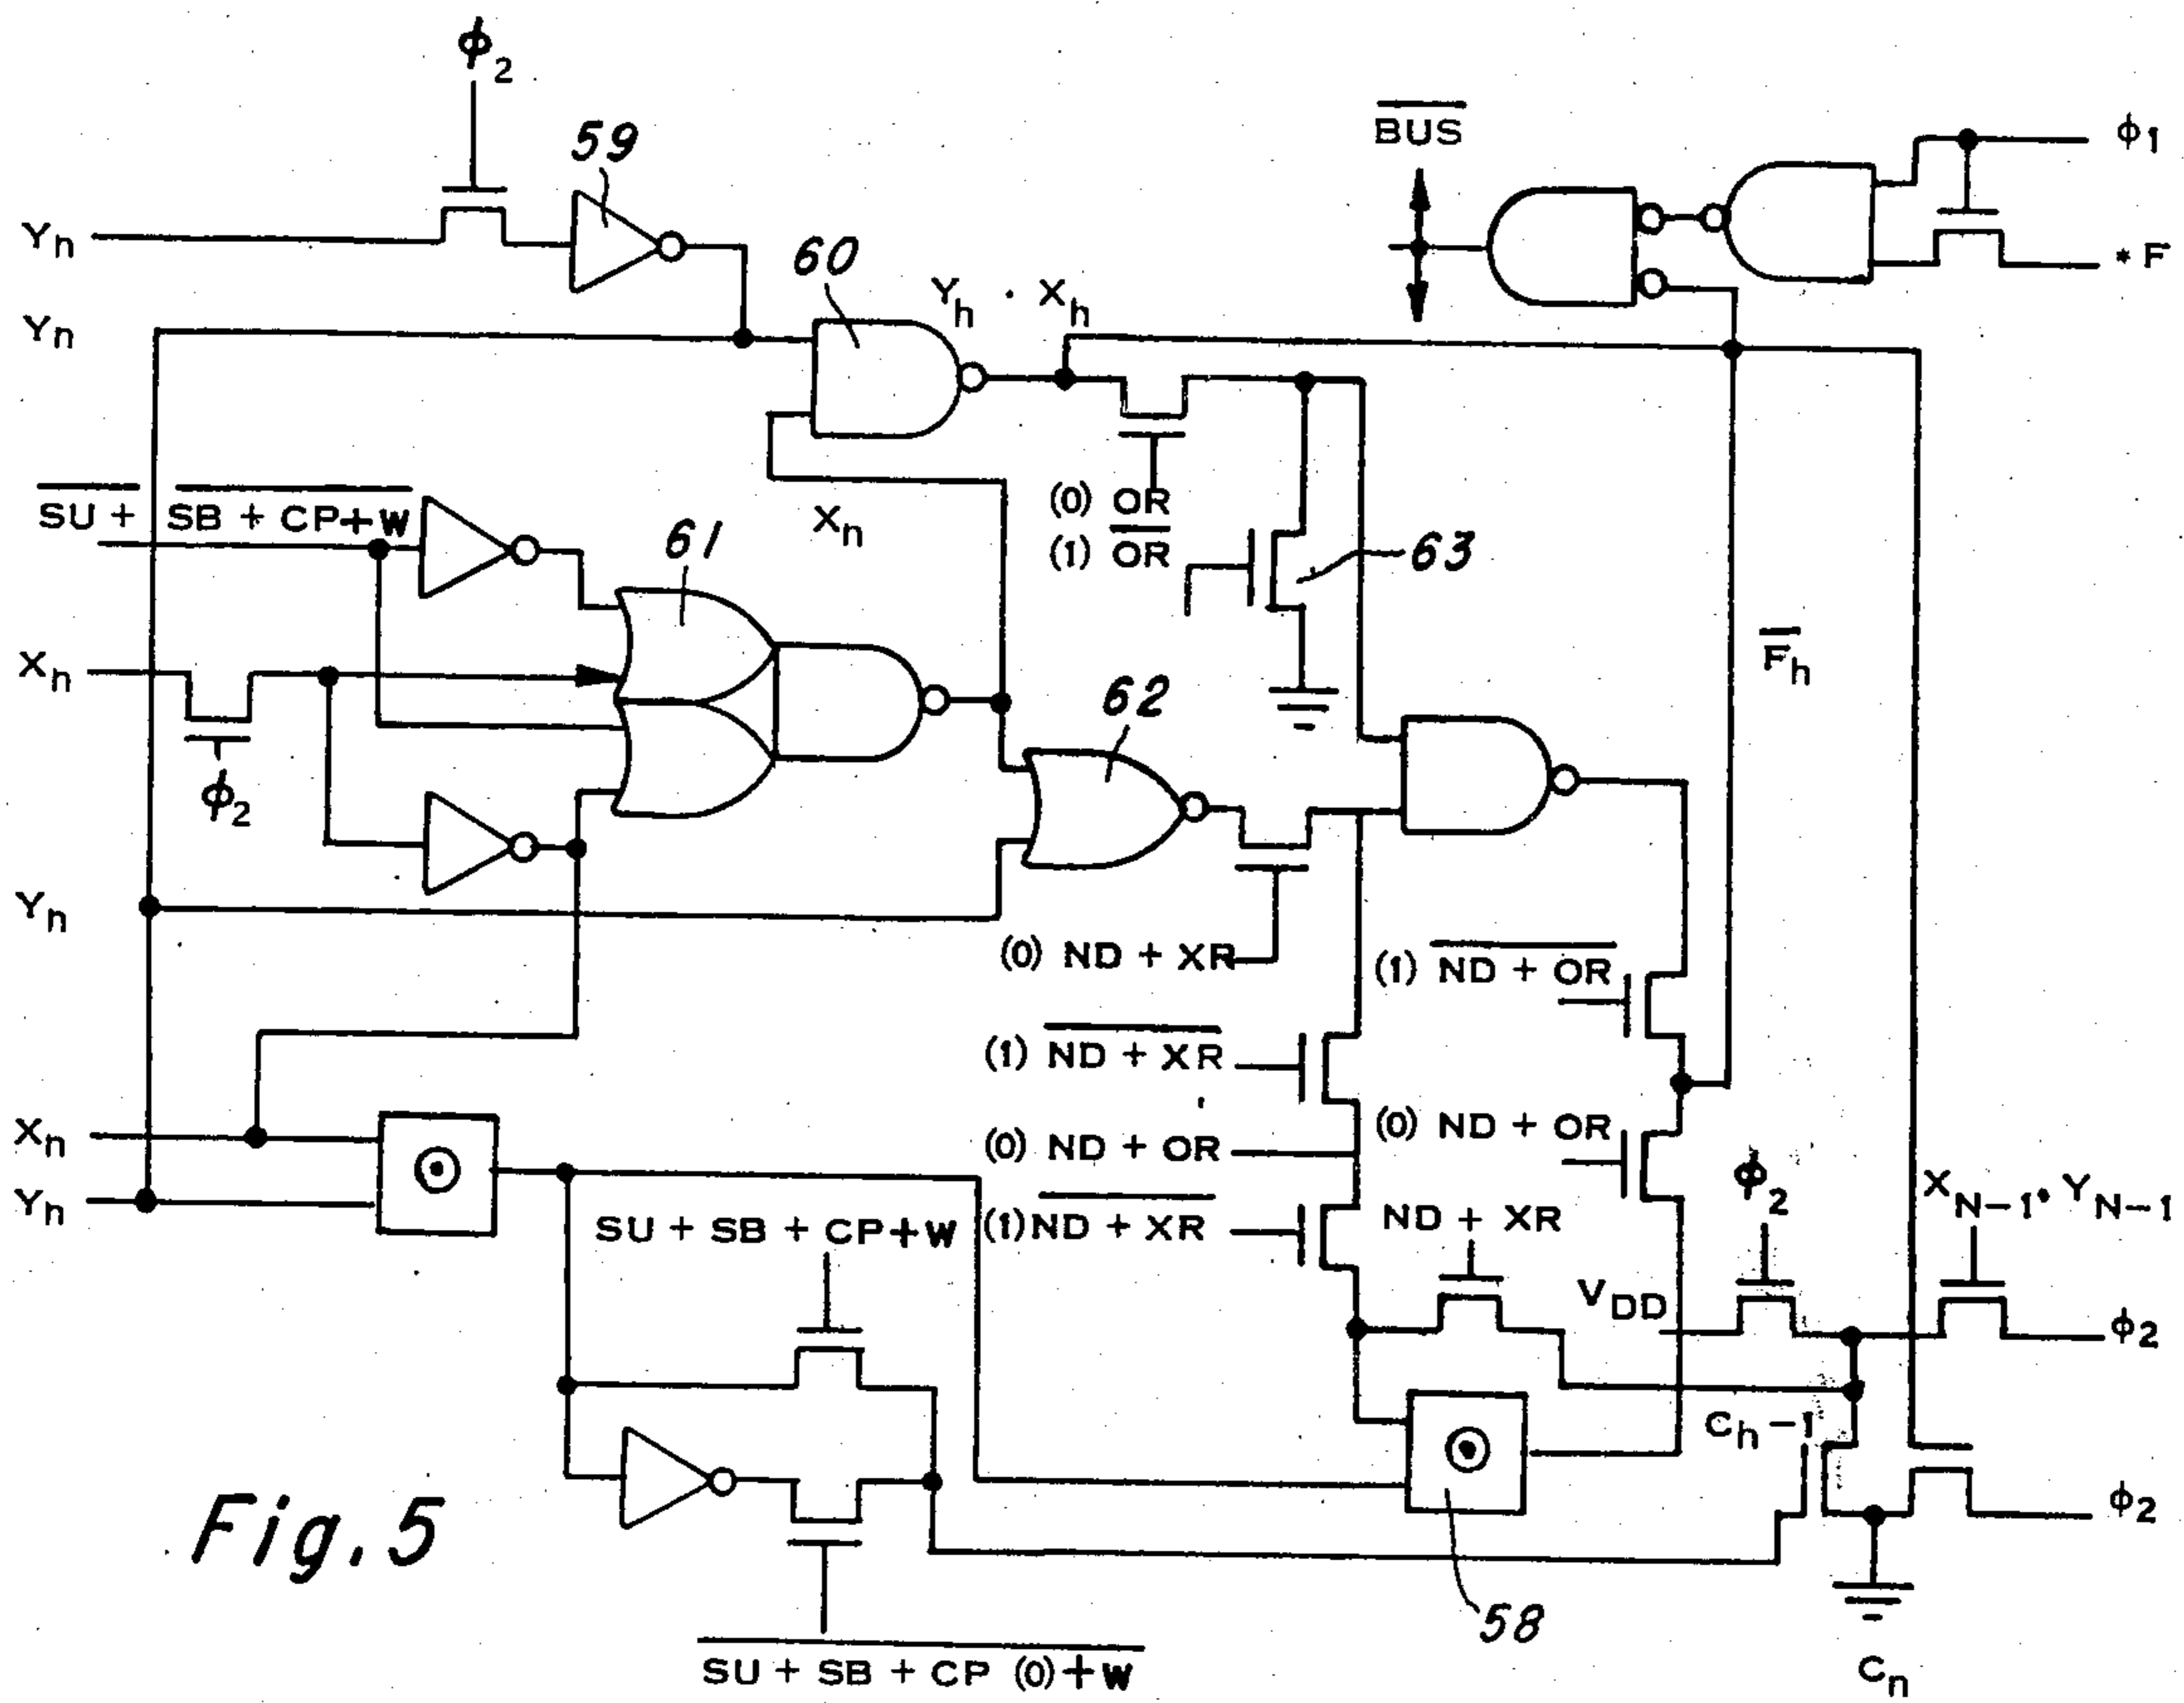 ϕ2
59
BUS
ϕ1
* F
Yh
60
Yh · Xh
Yn
SU + SB + CP+W
Xn
(0) OR
(1) OR
61
63
Xh
ϕ2
62
Fh
Yn
(0) ND + XR
(1) ND + OR
(1) ND + XR
(0) ND + OR
(0) ND + OR
Xn
Yh
SU + SB + CP+W
(1) ND + XR
ND + XR
ϕ2
XN-1 · YN-1
VDD
ϕ2
Ch-1
ϕ2
58
SU + SB + CP (0)+W
Cn
Fig. 5